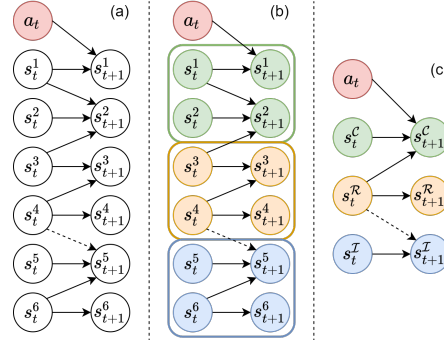 (a)
a_t
s_t^1 s_{t+1}^1
s_t^2 s_{t+1}^2
s_t^3 s_{t+1}^3
s_t^4 s_{t+1}^4
s_t^5 s_{t+1}^5
s_t^6 s_{t+1}^6
(b)
a_t
s_t^1 s_{t+1}^1
s_t^2 s_{t+1}^2
s_t^3 s_{t+1}^3
s_t^4 s_{t+1}^4
s_t^5 s_{t+1}^5
s_t^6 s_{t+1}^6
(c
a_t
s_t^C s_{t+1}^C
s_t^R s_{t+1}^R
s_t^I s_{t+1}^I